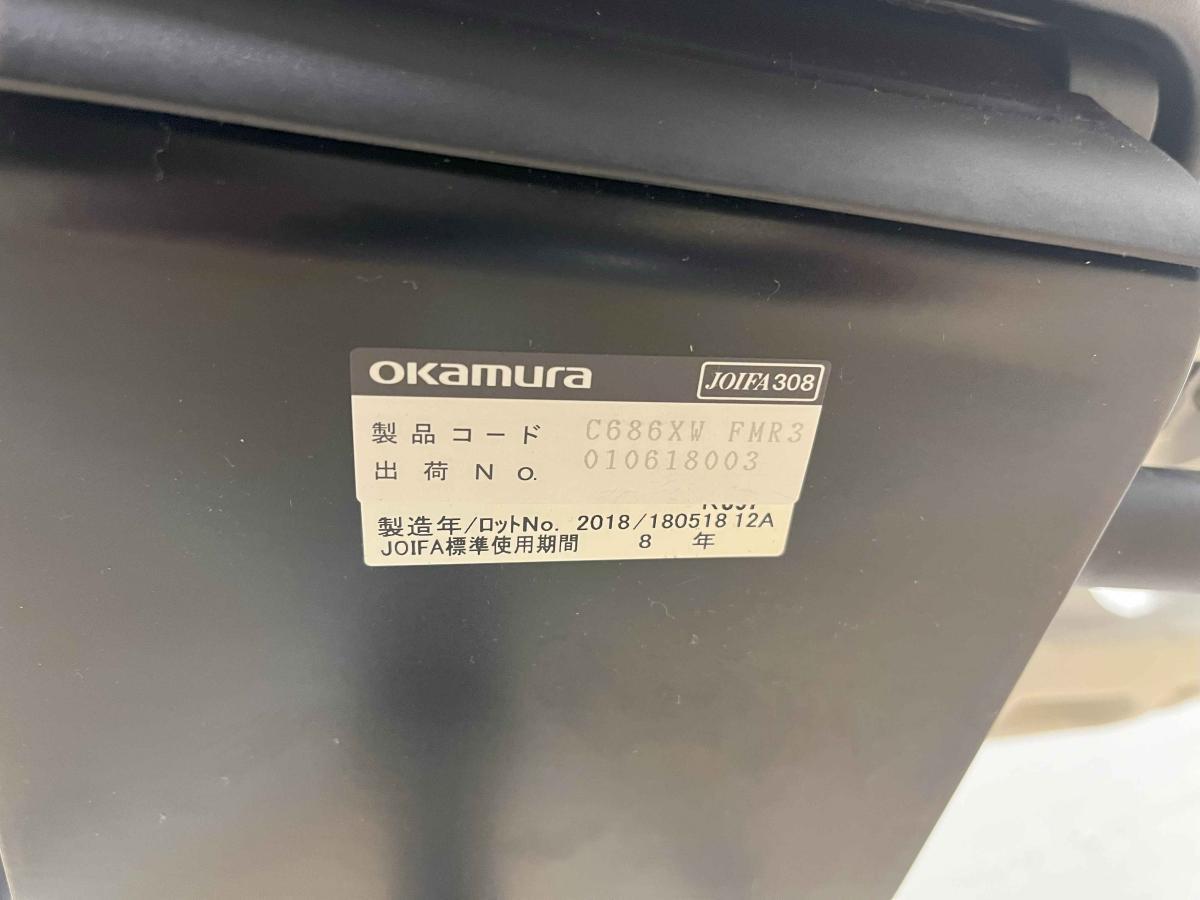 okamura
JOIFA308
製品コード C686XW FMR3
出荷No. 010618003
製造年/ロットNo. 2018/180518 12A
JOIFA標準使用期間 8 年